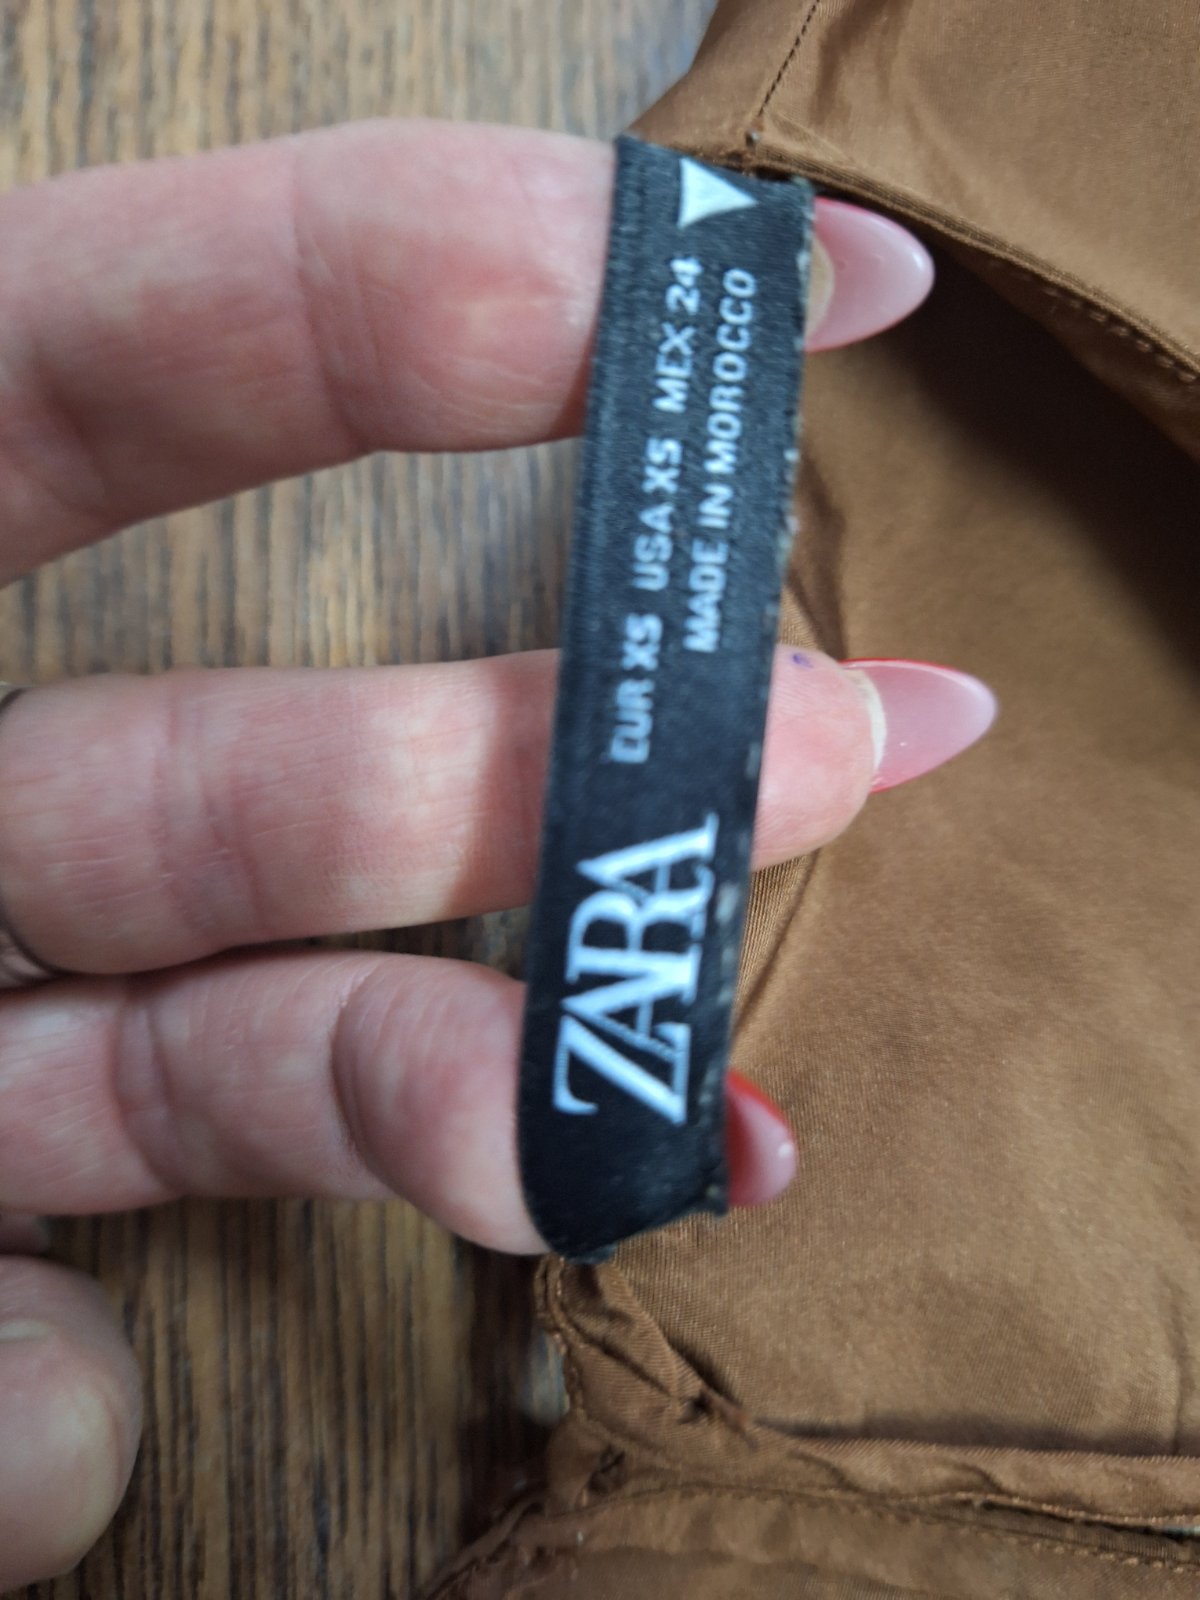 ZARA
EUR XS USA XS MEX 24
MADE IN MOROCCO